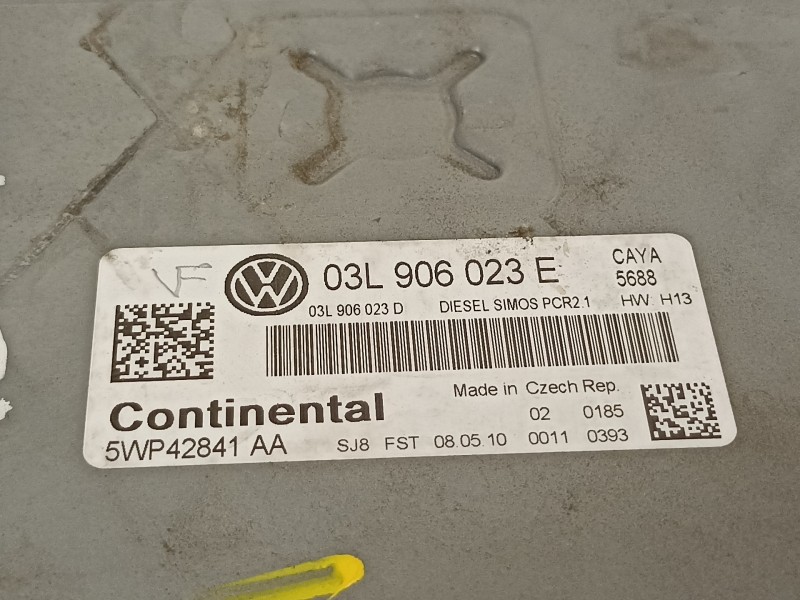 VF
VW
03L 906 023 E
CAYA
5688
03L 906 023 D DIESEL SIMOS PCR2.1 HW H13
Continental
Made in Czech Rep.
02 0185
5WP42841 AA SJ8 FST 08.05.10 0011 0393